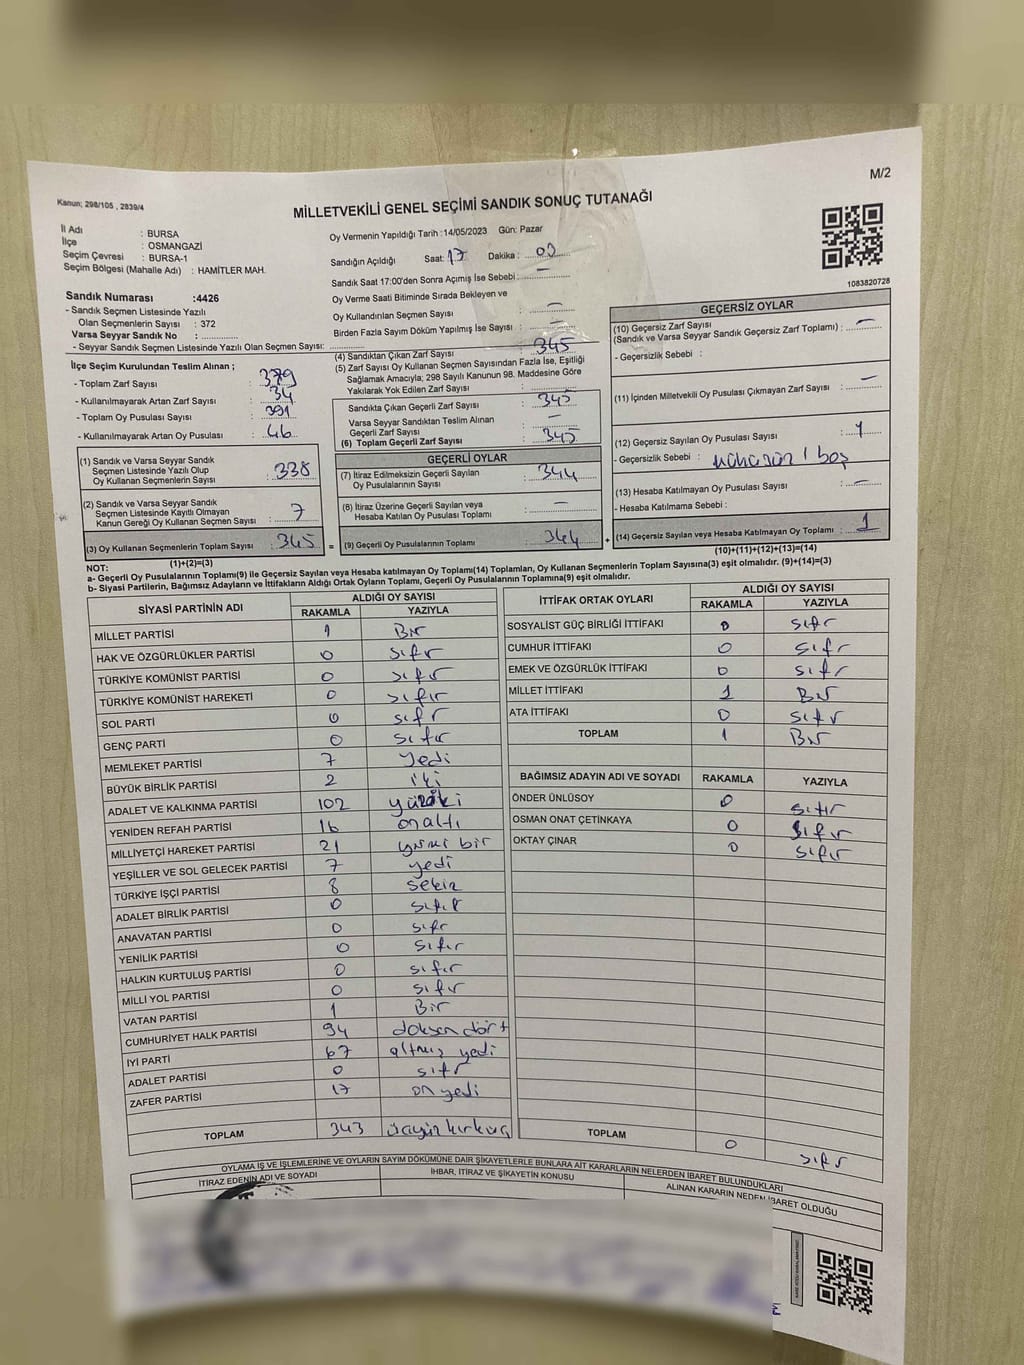 M/2
Kanun; 298/105 , 2839/4
MİLLETVEKİLİ GENEL SEÇİMİ SANDIK SONUÇ TUTANAĞI
İl Adı : BURSA
İlçe : OSMANGAZİ
Seçim Çevresi : BURSA-1
Seçim Bölgesi (Mahalle Adı) : HAMİTLER MAH.
Oy Vermenin Yapıldığı Tarih :14/05/2023 Gün: Pazar
Sandığın Açıldığı Saat: 17 Dakika :
Sandık Saat 17:00'den Sonra Açımış İse Sebebi: —
Oy Verme Saati Bitiminde Sırada Bekleyen ve
Oy Kullandırılan Seçmen Sayısı : —
Birden Fazla Sayım Döküm Yapılmış İse Sayısı : —
1083820728
Sandık Numarası :4426
- Sandık Seçmen Listesinde Yazılı
Olan Seçmenlerin Sayısı : 372
Varsa Seyyar Sandık No :
- Seyyar Sandık Seçmen Listesinde Yazılı Olan Seçmen Sayısı:
İlçe Seçim Kurulundan Teslim Alınan ;
- Toplam Zarf Sayısı : 379
- Kullanılmayarak Artan Zarf Sayısı : 34
- Toplam Oy Pusulası Sayısı : 391
- Kullanılmayarak Artan Oy Pusulası : 46
(1) Sandık ve Varsa Seyyar Sandık
Seçmen Listesinde Yazılı Olup
Oy Kullanan Seçmenlerin Sayısı : 338
(2) Sandık ve Varsa Seyyar Sandık
Seçmen Listesinde Kayıtlı Olmayan
Kanun Gereği Oy Kullanan Seçmen Sayısı : 7
(3) Oy Kullanan Seçmenlerin Toplam Sayısı : 345
(1)+(2)=(3)
(4) Sandıktan Çıkan Zarf Sayısı : 345
(5) Zarf Sayısı Oy Kullanan Seçmen Sayısından Fazla İse, Eşitliği
Sağlamak Amacıyla; 298 Sayılı Kanunun 98. Maddesine Göre
Yakılarak Yok Edilen Zarf Sayısı :
Sandıkta Çıkan Geçerli Zarf Sayısı : 345
Varsa Seyyar Sandıktan Teslim Alınan
Geçerli Zarf Sayısı : —
(6) Toplam Geçerli Zarf Sayısı : 345
GEÇERLİ OYLAR
(7) İtiraz Edilmeksizin Geçerli Sayılan
Oy Pusulalarının Sayısı : 344
(8) İtiraz Üzerine Geçerli Sayılan veya
Hesaba Katılan Oy Pusulası Toplamı : —
= (9) Geçerli Oy Pusulalarının Toplamı : 344 +
GEÇERSİZ OYLAR
(10) Geçersiz Zarf Sayısı
(Sandık ve Varsa Seyyar Sandık Geçersiz Zarf Toplamı) : —
- Geçersizlik Sebebi :
(11) İçinden Milletvekili Oy Pusulası Çıkmayan Zarf Sayısı : —
(12) Geçersiz Sayılan Oy Pusulası Sayısı : 1
- Geçersizlik Sebebi : boş
(13) Hesaba Katılmayan Oy Pusulası Sayısı : —
- Hesaba Katılmama Sebebi :
(14) Geçersiz Sayılan veya Hesaba Katılmayan Oy Toplamı : 1
(10)+(11)+(12)+(13)=(14)
NOT:
a- Geçerli Oy Pusulalarının Toplamı(9) ile Geçersiz Sayılan veya Hesaba Katılmayan Oy Toplamı(14) Toplamları, Oy Kullanan Seçmenlerin Toplam Sayısına(3) eşit olmalıdır. (9)+(14)=(3)
b- Siyasi Partilerin, Bağımsız Adayların ve İttifakların Aldığı Ortak Oyların Toplamı, Geçerli Oy Pusulalarının Toplamına(9) eşit olmalıdır.
SİYASİ PARTİNİN ADI ALDIĞI OY SAYISI
RAKAMLA YAZIYLA
MİLLET PARTİSİ 1 Bir
HAK VE ÖZGÜRLÜKLER PARTİSİ 0 sıfır
TÜRKİYE KOMÜNİST PARTİSİ 0 sıfır
TÜRKİYE KOMÜNİST HAREKETİ 0 sıfır
SOL PARTİ 0 sıfır
GENÇ PARTİ 0 sıfır
MEMLEKET PARTİSİ 7 Yedi
BÜYÜK BİRLİK PARTİSİ 2 iki
ADALET VE KALKINMA PARTİSİ 102 yüziki
YENİDEN REFAH PARTİSİ 16 onaltı
MİLLİYETÇİ HAREKET PARTİSİ 21 yirmi bir
YEŞİLLER VE SOL GELECEK PARTİSİ 7 yedi
TÜRKİYE İŞÇİ PARTİSİ 8 sekiz
ADALET BİRLİK PARTİSİ 0 sıfır
ANAVATAN PARTİSİ 0 sıfır
YENİLİK PARTİSİ 0 sıfır
HALKIN KURTULUŞ PARTİSİ 0 sıfır
MİLLİ YOL PARTİSİ 0 sıfır
VATAN PARTİSİ 1 Bir
CUMHURİYET HALK PARTİSİ 94 doksan dört
İYİ PARTİ 67 altmış yedi
ADALET PARTİSİ 0 sıfır
ZAFER PARTİSİ 17 on yedi
TOPLAM 343 üçyüz kırküç
İTTİFAK ORTAK OYLARI ALDIĞI OY SAYISI
RAKAMLA YAZIYLA
SOSYALİST GÜÇ BİRLİĞİ İTTİFAKI 0 sıfır
CUMHUR İTTİFAKI 0 sıfır
EMEK VE ÖZGÜRLÜK İTTİFAKI 0 sıfır
MİLLET İTTİFAKI 1 Bir
ATA İTTİFAKI 0 sıfır
TOPLAM 1 Bir
BAĞIMSIZ ADAYIN ADI VE SOYADI RAKAMLA YAZIYLA
ÖNDER ÜNLÜSOY 0 sıfır
OSMAN ONAT ÇETİNKAYA 0 sıfır
OKTAY ÇINAR 0 sıfır
TOPLAM 0 sıfır
OYLAMA İŞ VE İŞLEMLERİNE VE OYLARIN SAYIM DÖKÜMÜNE DAİR ŞİKAYETLERLE BUNLARA AİT KARARLARIN NELERDEN İBARET BULUNDUKLARI
İTİRAZ EDENİN ADI VE SOYADI İHBAR, İTİRAZ VE ŞİKAYETİN KONUSU ALINAN KARARIN NEDEN İBARET OLDUĞU